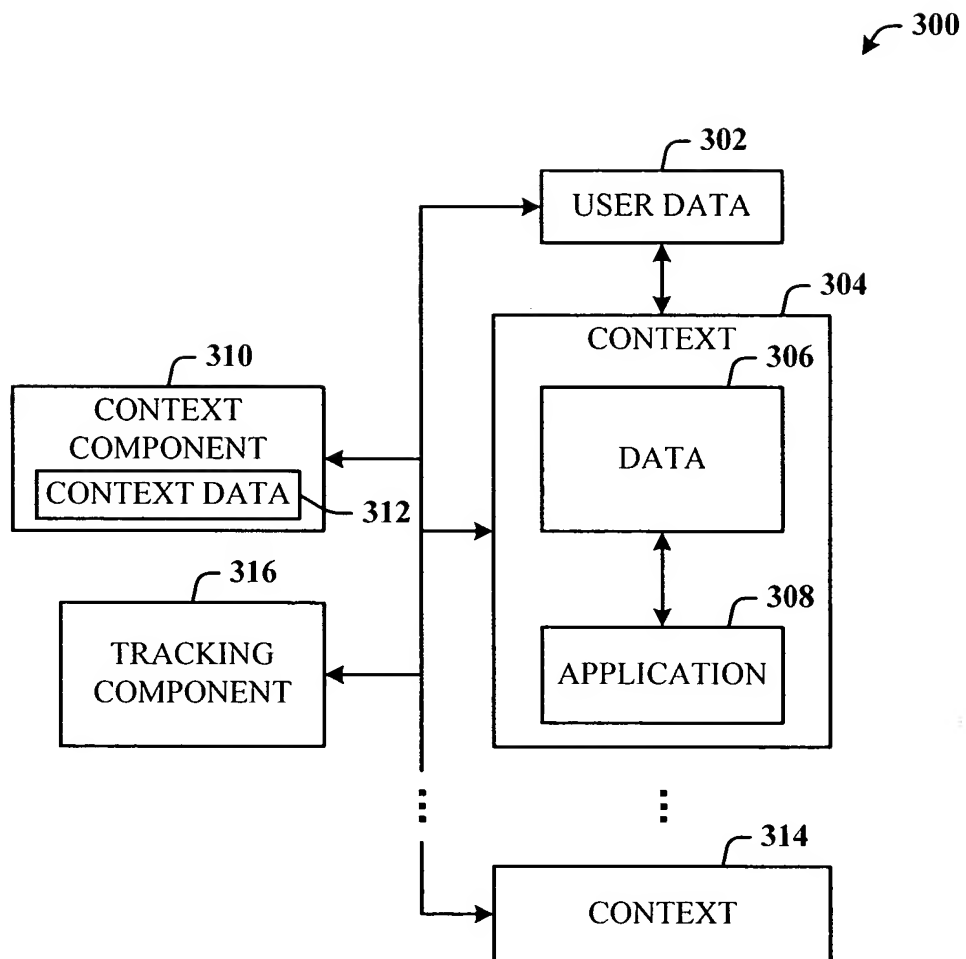 300
302
USER DATA
304
CONTEXT
306
DATA
308
APPLICATION
310
CONTEXT
COMPONENT
CONTEXT DATA
312
316
TRACKING
COMPONENT
314
CONTEXT